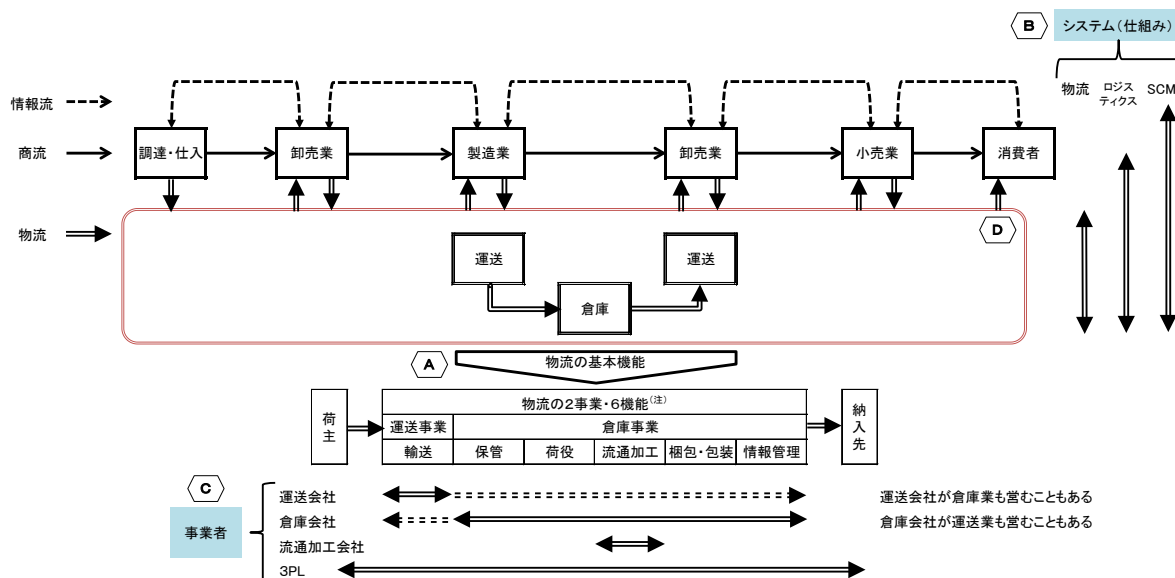 B
システム(仕組み)
物流
ロジスティクス
SCM
情報流
商流
調達・仕入
卸売業
製造業
卸売業
小売業
消費者
物流
D
運送
運送
倉庫
A
物流の基本機能
荷主
物流の2事業・6機能(注)
納入先
運送事業
倉庫事業
輸送
保管
荷役
流通加工
梱包・包装
情報管理
C
事業者
運送会社
運送会社が倉庫業も営むこともある
倉庫会社
倉庫会社が運送業も営むこともある
流通加工会社
3PL